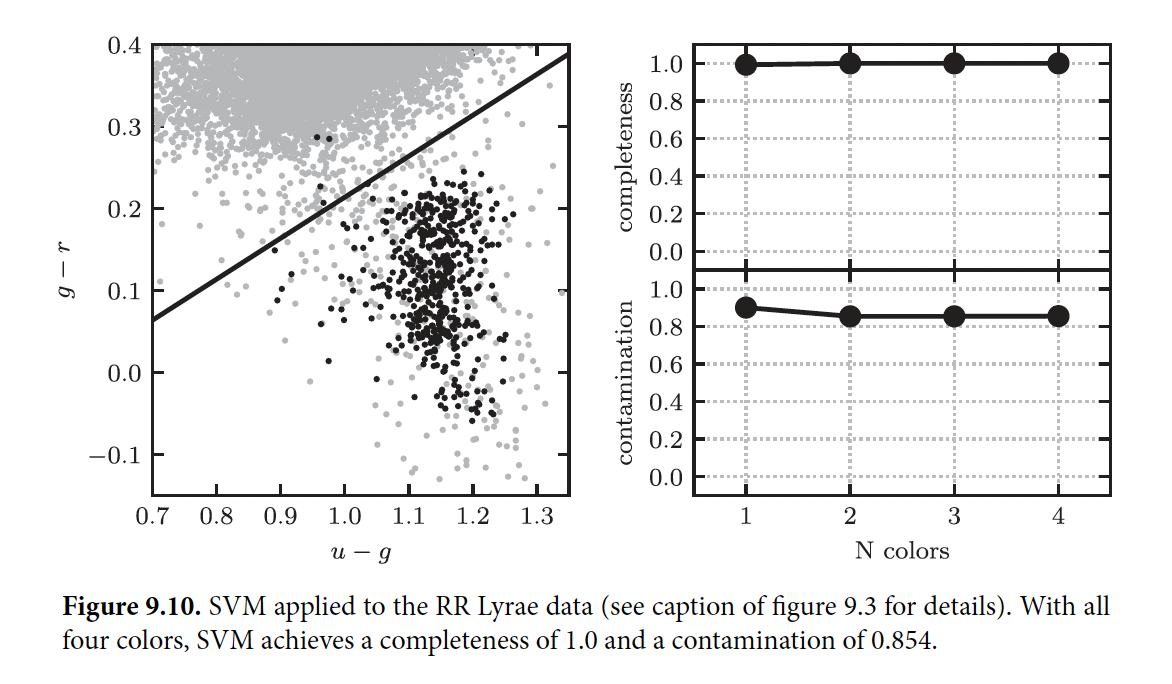 0.4
0.3
0.2
0.1
0.0
−0.1
g − r
0.7 0.8 0.9 1.0 1.1 1.2 1.3
u − g
1.0
0.8
0.6
0.4
0.2
0.0
completeness
1.0
0.8
0.6
0.4
0.2
0.0
contamination
1 2 3 4
N colors
Figure 9.10. SVM applied to the RR Lyrae data (see caption of figure 9.3 for details). With all
four colors, SVM achieves a completeness of 1.0 and a contamination of 0.854.